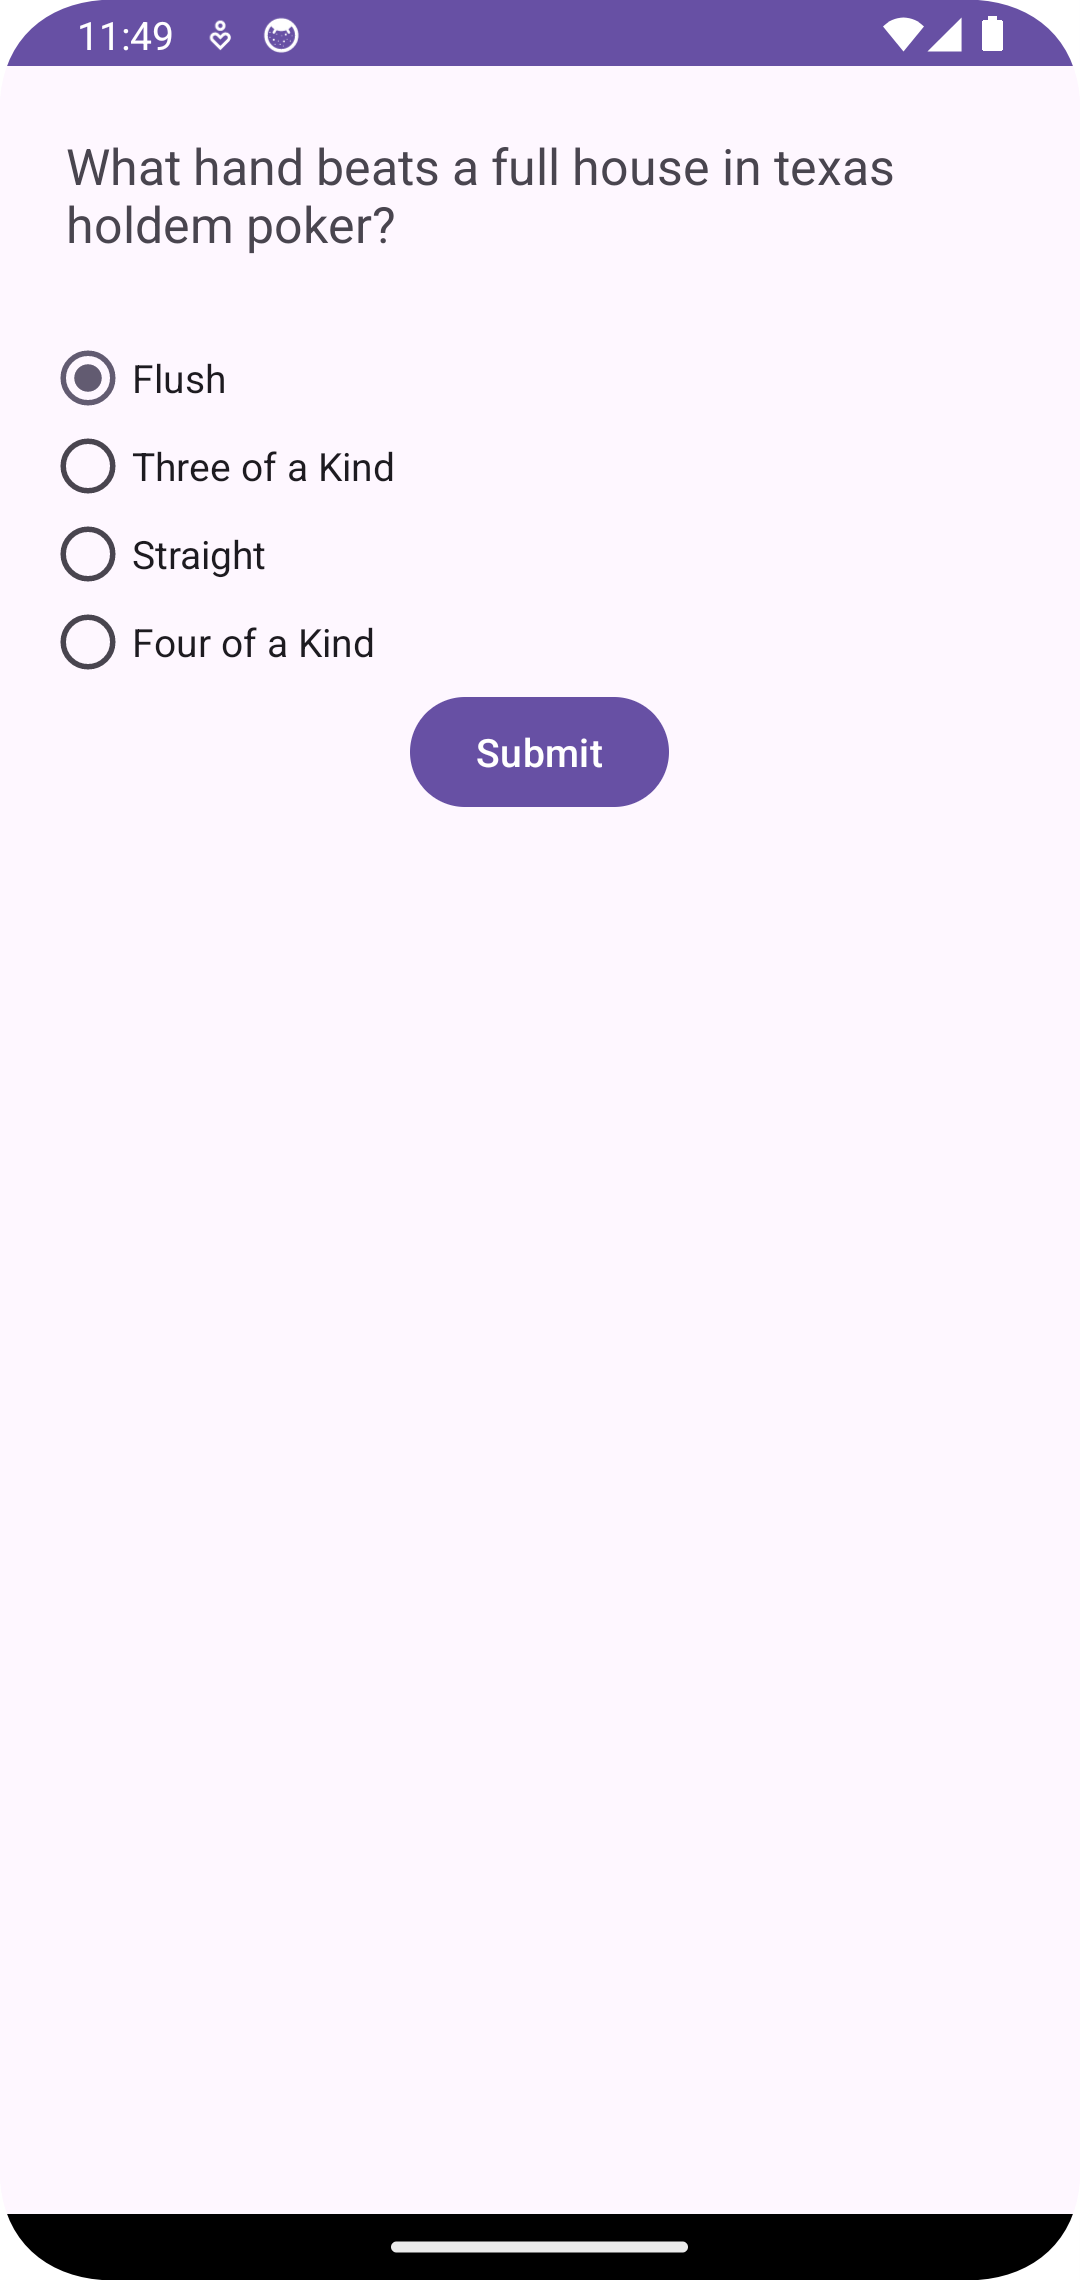 11:49
What hand beats a full house in texas
holdem poker?
Flush
Three of a Kind
Straight
Four of a Kind
Submit